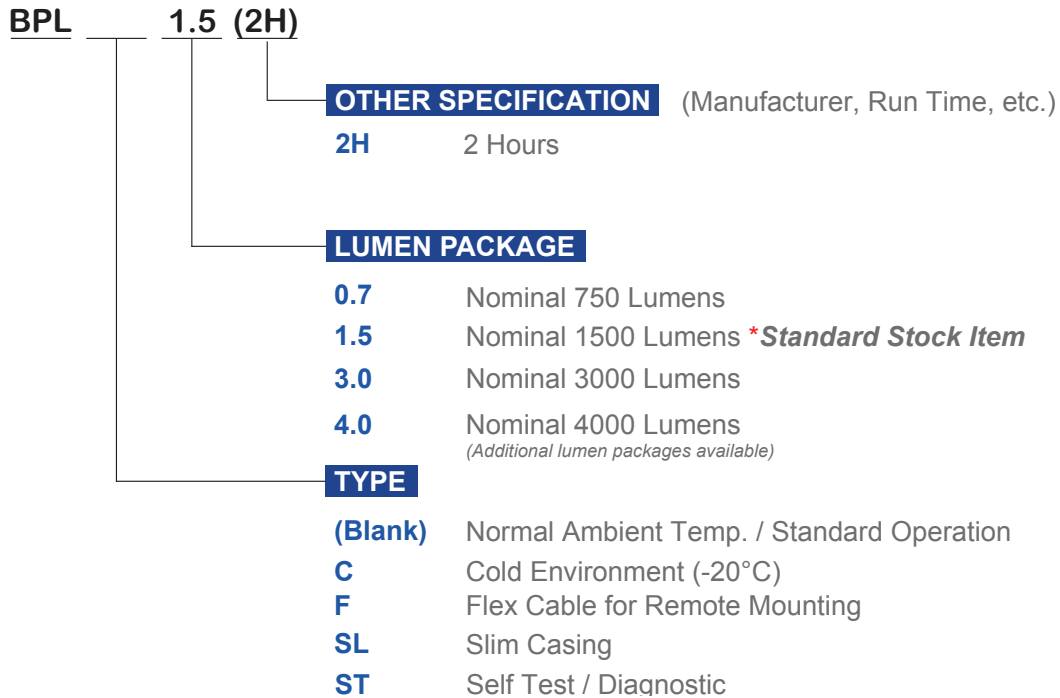 BPL 1.5 (2H)
OTHER SPECIFICATION (Manufacturer, Run Time, etc.)
2H 2 Hours
LUMEN PACKAGE
0.7 Nominal 750 Lumens
1.5 Nominal 1500 Lumens *Standard Stock Item
3.0 Nominal 3000 Lumens
4.0 Nominal 4000 Lumens
(Additional lumen packages available)
TYPE
(Blank) Normal Ambient Temp. / Standard Operation
C Cold Environment (-20°C)
F Flex Cable for Remote Mounting
SL Slim Casing
ST Self Test / Diagnostic